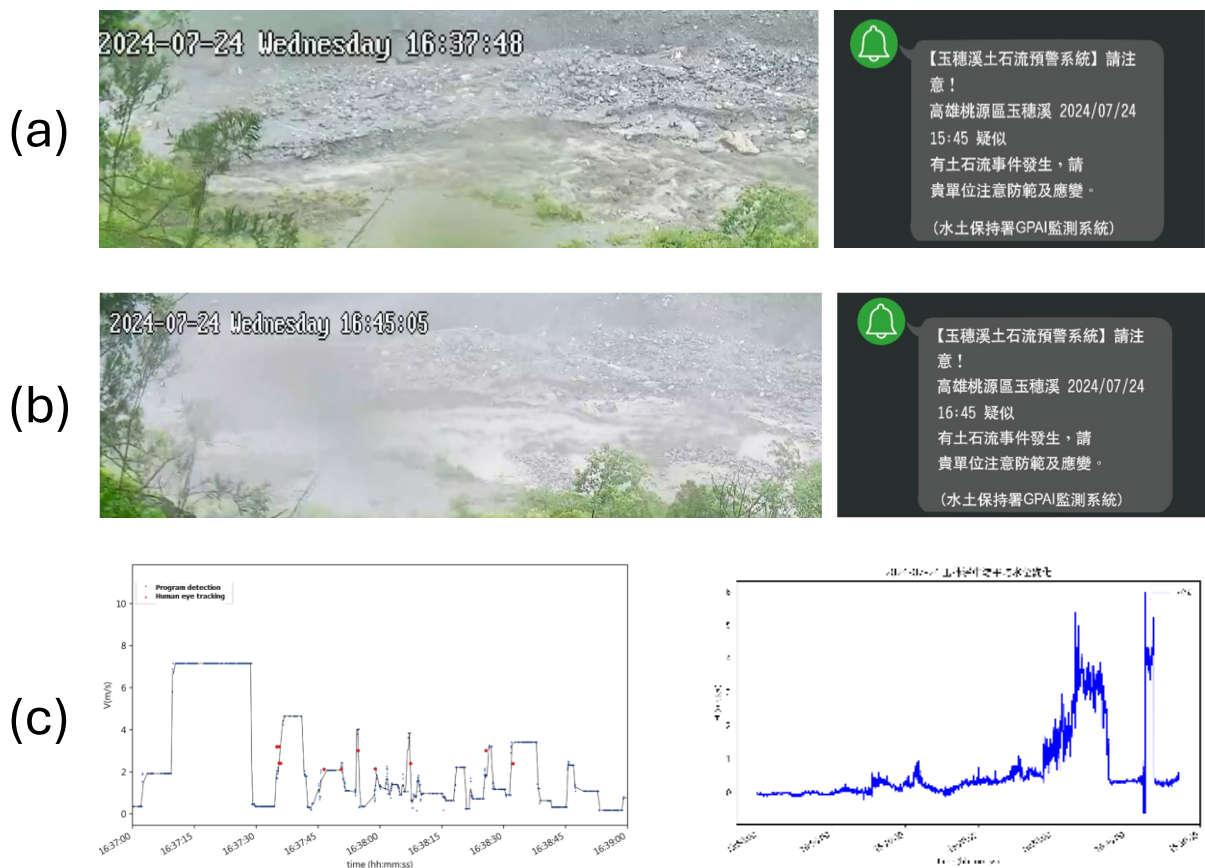 (a)
2024-07-24 Wednesday 16:37:48
【玉穗溪土石流預警系統】請注
意！
高雄桃源區玉穗溪 2024/07/24
15:45 疑似
有土石流事件發生，請
貴單位注意防範及應變。
(水土保持署GPAI監測系統)
(b)
2024-07-24 Wednesday 16:45:05
【玉穗溪土石流預警系統】請注
意！
高雄桃源區玉穗溪 2024/07/24
16:45 疑似
有土石流事件發生，請
貴單位注意防範及應變。
(水土保持署GPAI監測系統)
(c)
Program detection
Human eye tracking
10
8
6
4
2
0
V(m/s)
16:37:00
16:37:15
16:37:30
16:37:45
16:38:00
16:38:15
16:38:30
16:38:45
16:39:00
time (hh:mm:ss)